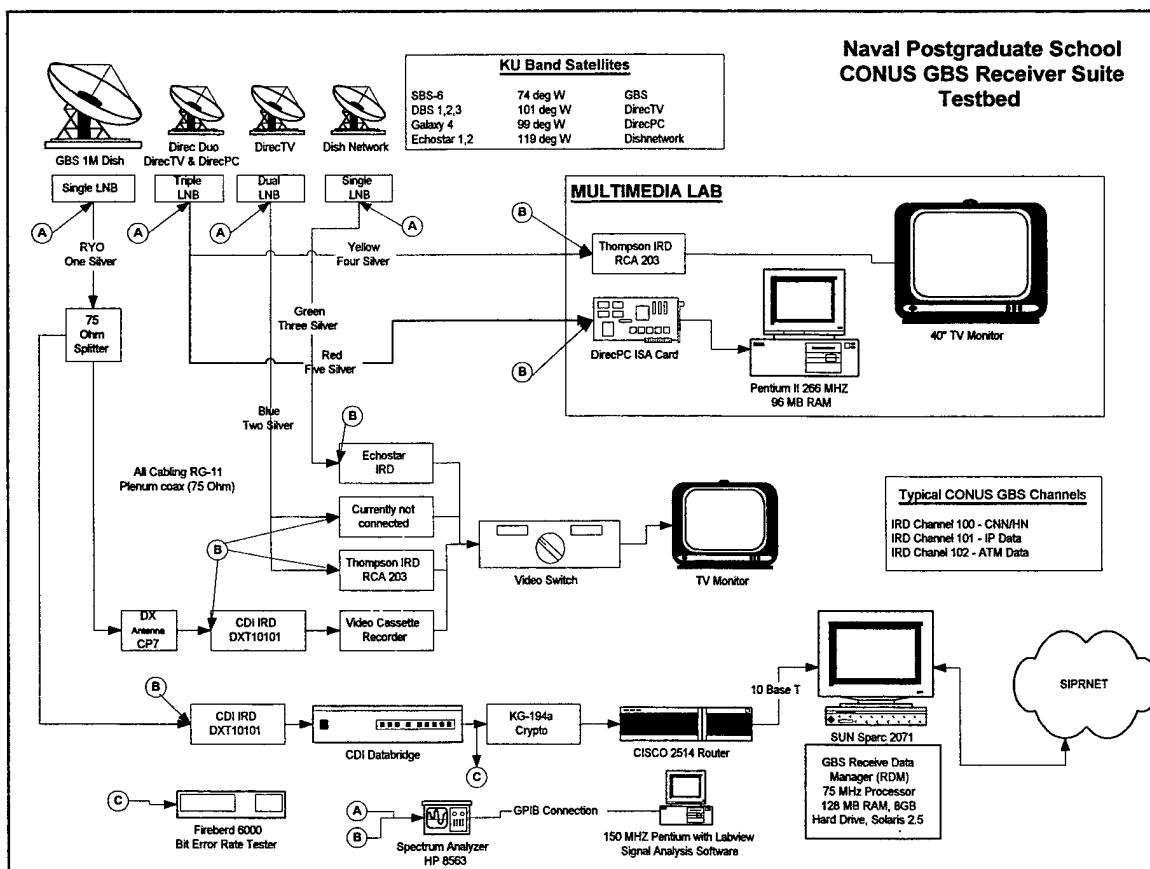 Naval Postgraduate School
CONUS GBS Receiver Suite
Testbed
KU Band Satellites
SBS-6 74 deg W GBS
DBS 1,2,3 101 deg W DirecTV
Galaxy 4 99 deg W DirecPC
Echostar 1,2 119 deg W Dishnetwork
GBS 1M Dish
Direc Duo
DirecTV & DirecPC
DirecTV
Dish Network
Single LNB
Triple
LNB
Dual
LNB
Single
LNB
A
A
A
A
RYO
One Silver
Yellow
Four Silver
Green
Three Silver
Red
Five Silver
Blue
Two Silver
75
Ohm
Splitter
MULTIMEDIA LAB
B
Thompson IRD
RCA 203
DirecPC ISA Card
B
Pentium II 266 MHZ
96 MB RAM
40" TV Monitor
All Cabling RG-11
Plenum coax (75 Ohm)
B
Echostar
IRD
Currently not
connected
B
Thompson IRD
RCA 203
DX
Antenna
CP7
CDi IRD
DXT10101
Video Cassette
Recorder
Video Switch
TV Monitor
Typical CONUS GBS Channels
IRD Channel 100 - CNN/HN
IRD Channel 101 - IP Data
IRD Chanel 102 - ATM Data
B
CDI IRD
DXT10101
CDI Databridge
C
KG-194a
Crypto
CISCO 2514 Router
10 Base T
SUN Sparc 2071
SIPRNET
GBS Receive Data
Manager (RDM)
75 MHz Processor
128 MB RAM, 8GB
Hard Drive, Solaris 2.5
C
Fireberd 6000
Bit Error Rate Tester
A
B
Spectrum Analyzer
HP 8563
GPIB Connection
150 MHZ Pentium with Labview
Signal Analysis Software